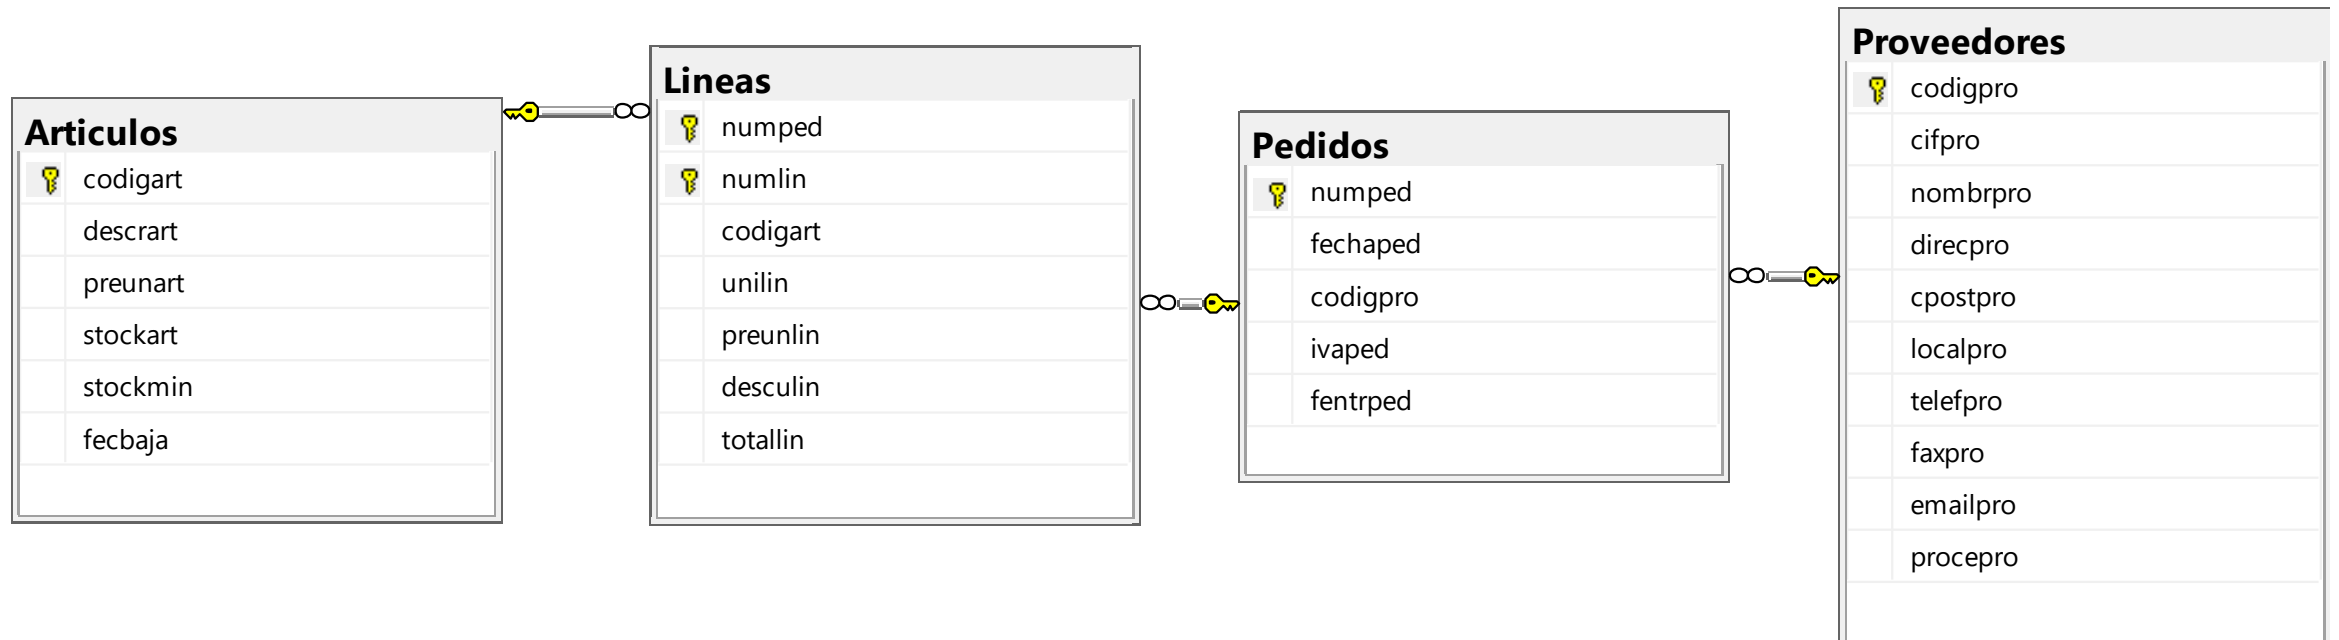 Articulos
codigart
descrart
preunart
stockart
stockmin
fecbaja
Lineas
numped
numlin
codigart
unilin
preunlin
desculin
totallin
Pedidos
numped
fechaped
codigpro
ivaped
fentrped
Proveedores
codigpro
cifpro
nombrpro
direcpro
cpostpro
localpro
telefpro
faxpro
emailpro
procepro